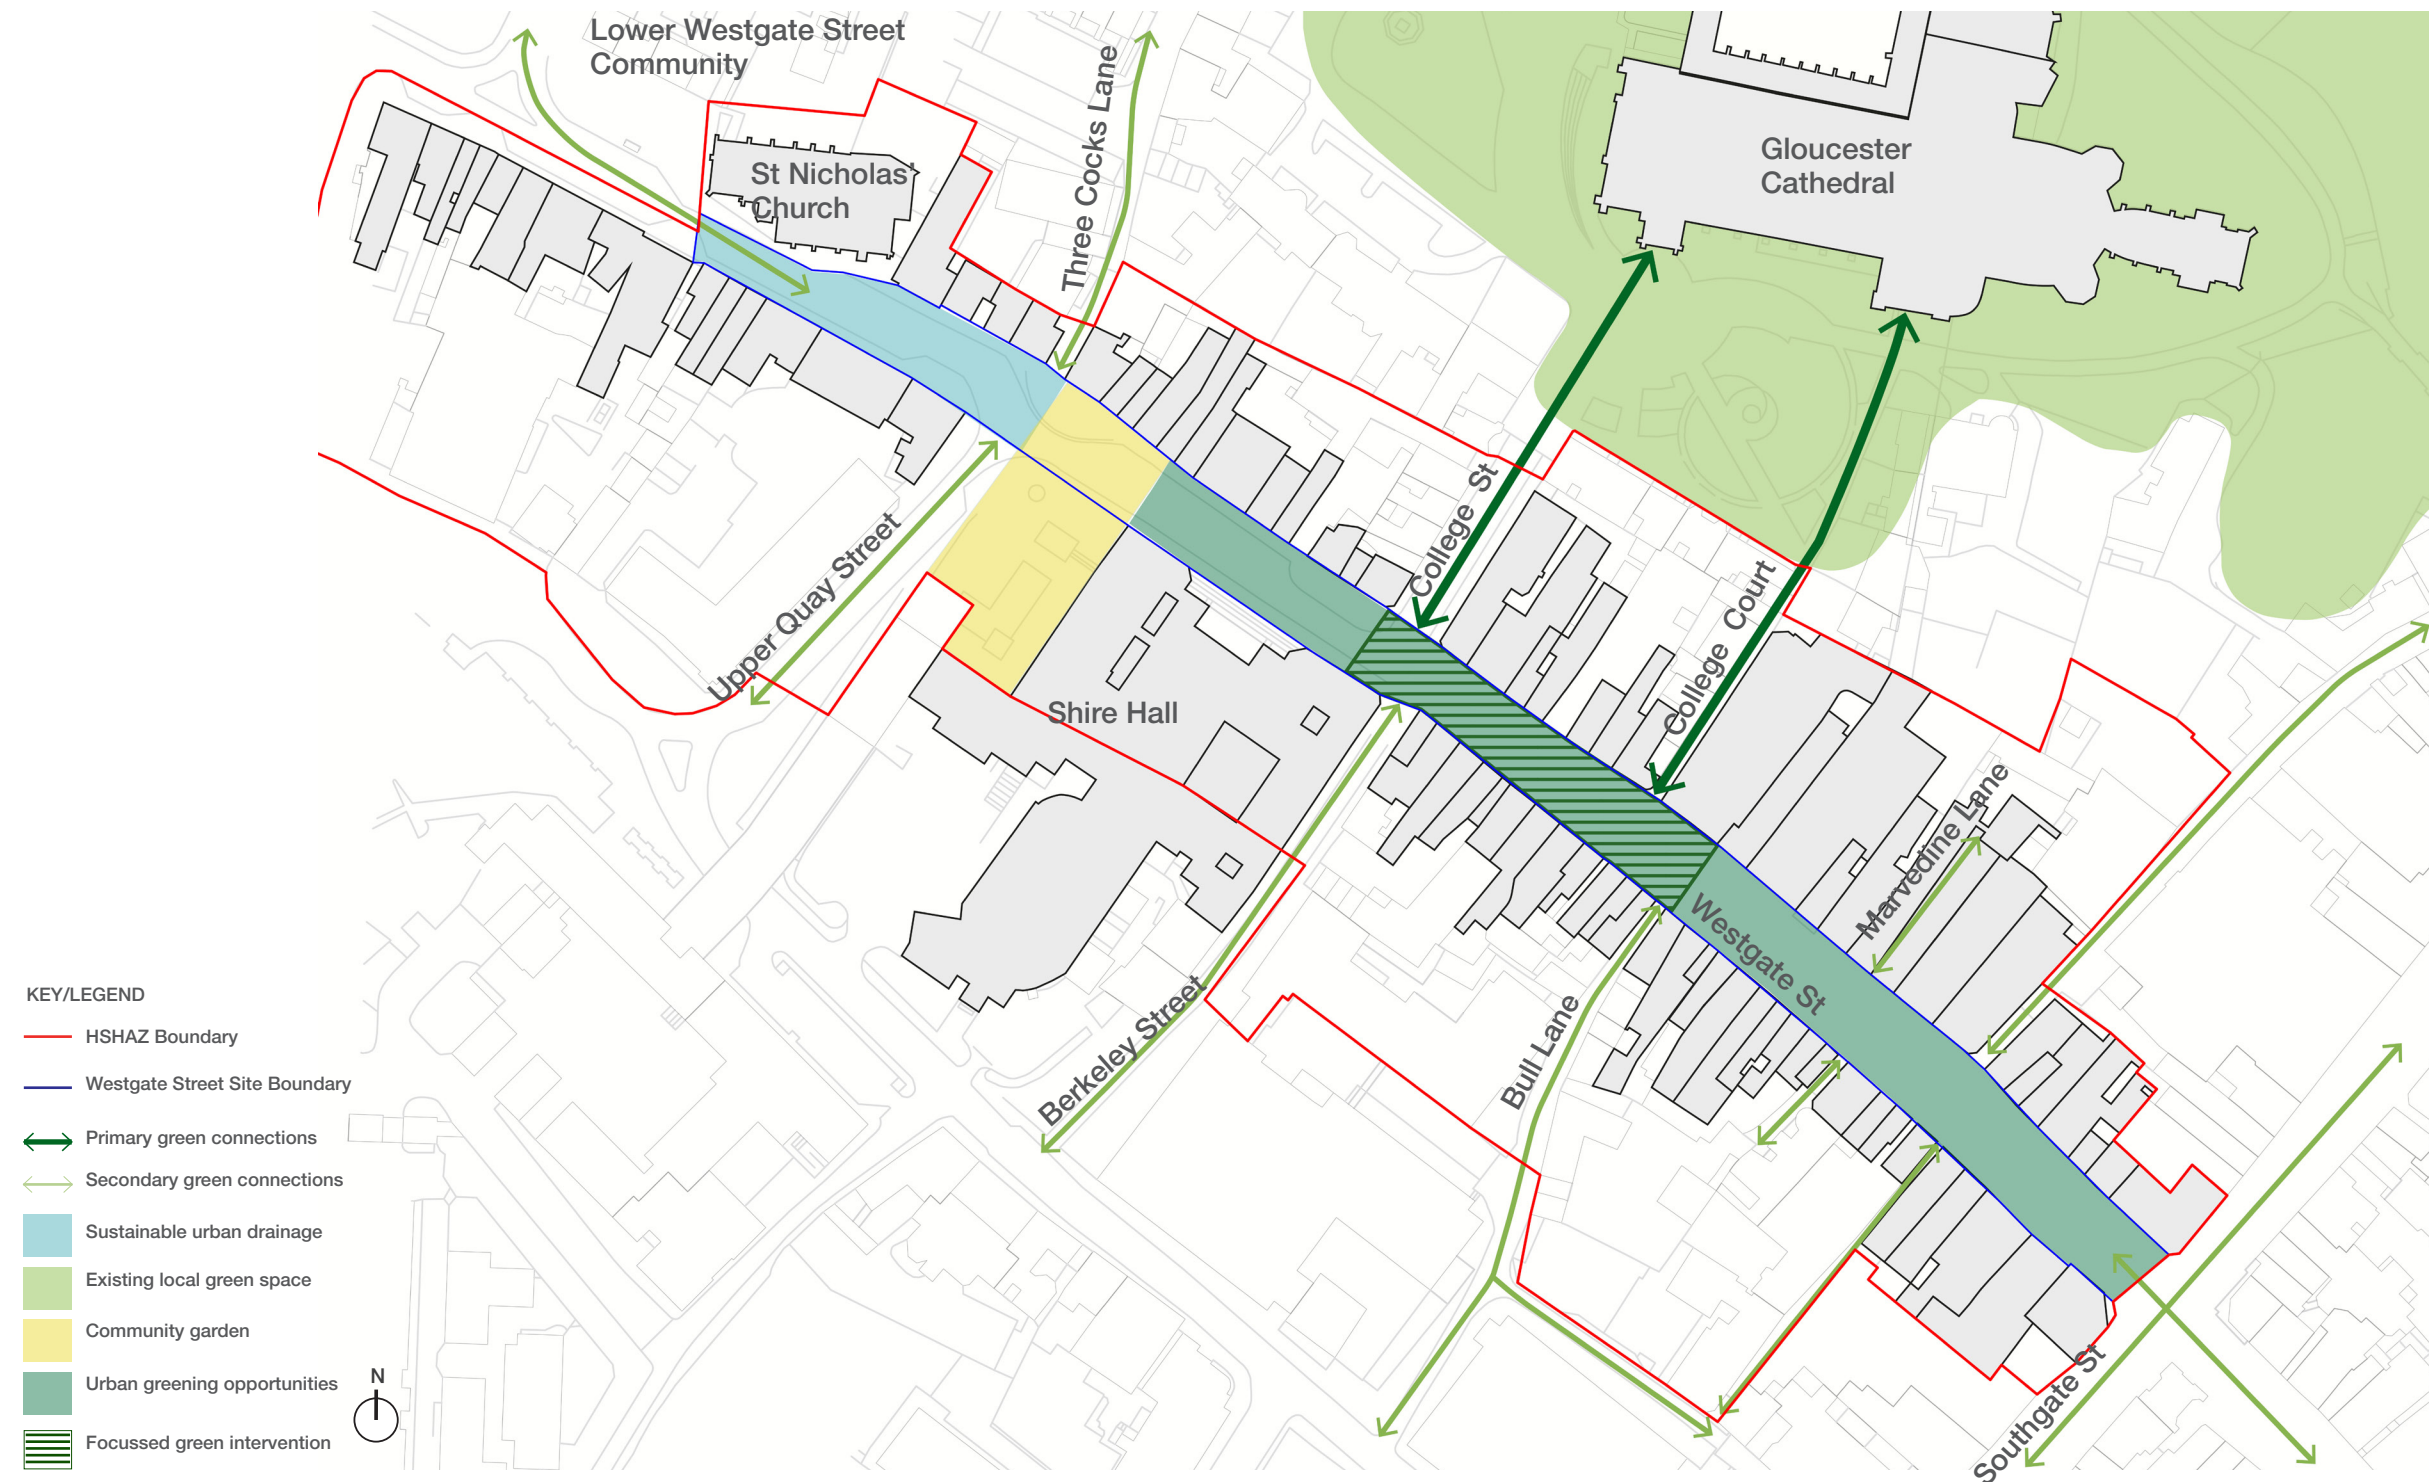 Lower Westgate Street
Community
Three Cocks Lane
St Nicholas'
Church
Gloucester
Cathedral
College St
College Court
Upper Quay Street
Shire Hall
Marvedine Lane
Westgate St
Berkeley Street
Bull Lane
Southgate St
KEY/LEGEND
HSHAZ Boundary
Westgate Street Site Boundary
Primary green connections
Secondary green connections
Sustainable urban drainage
Existing local green space
Community garden
Urban greening opportunities
Focussed green intervention
N